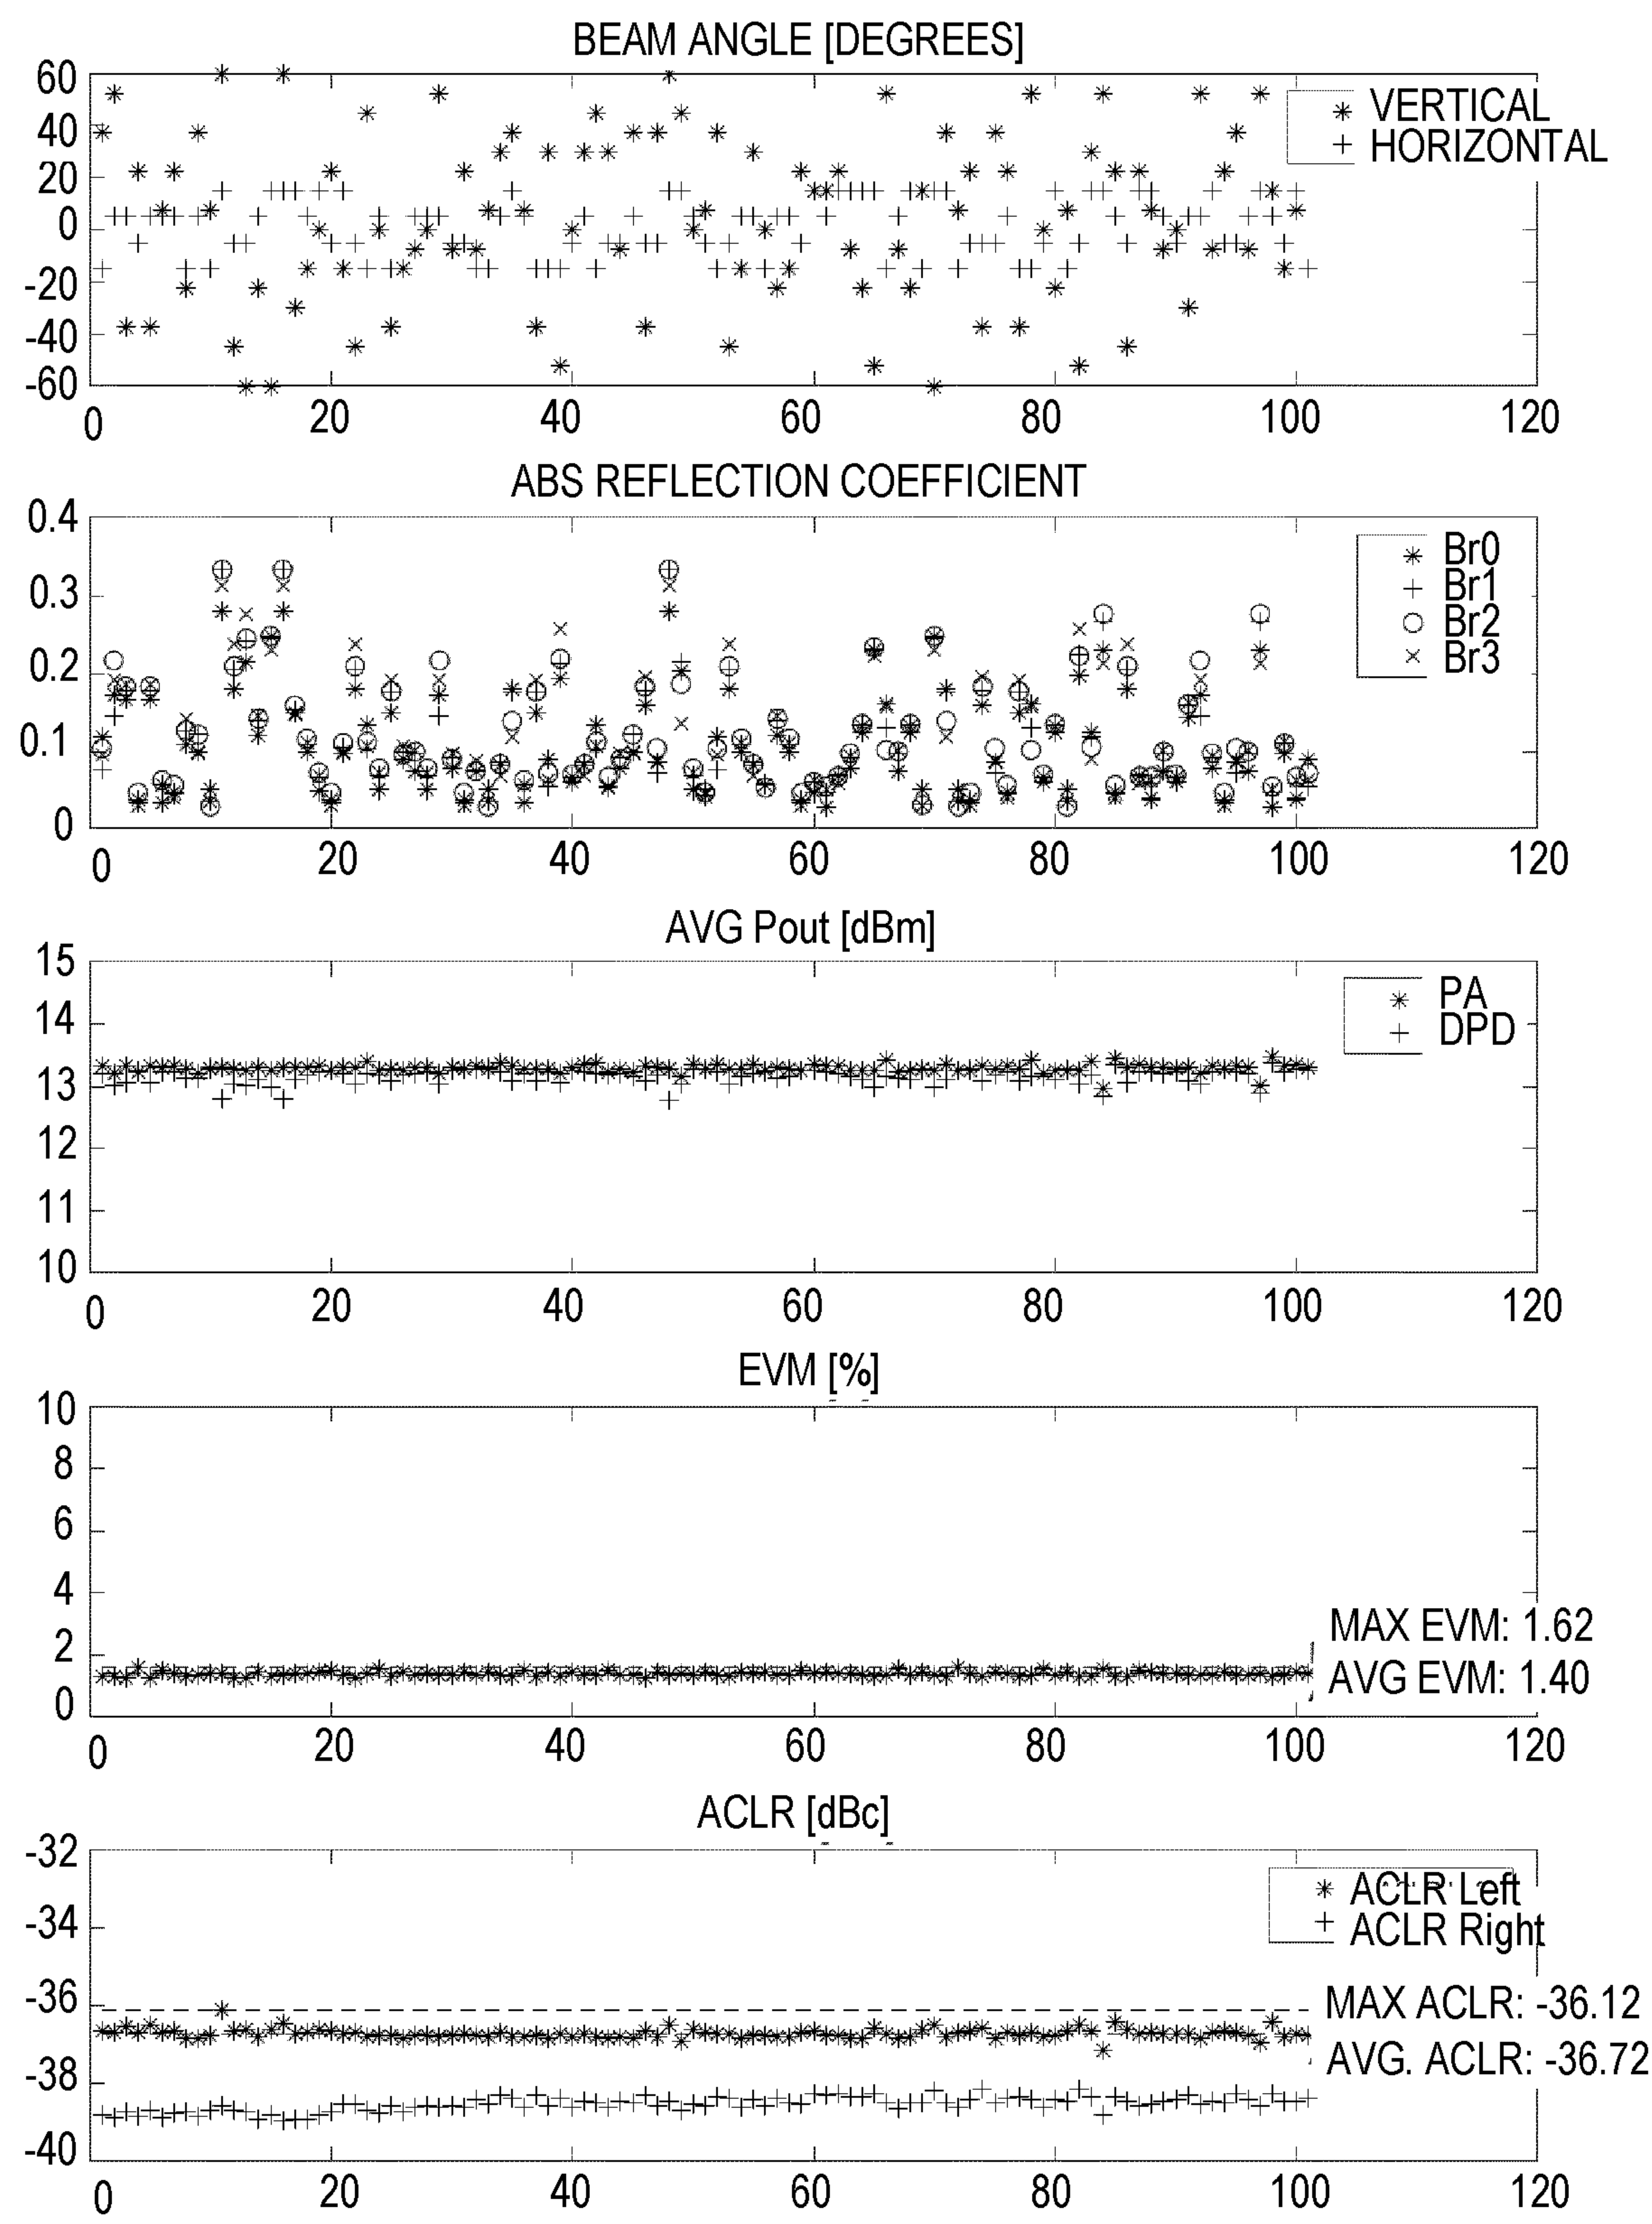 BEAM ANGLE [DEGREES]
60
40
20
0
-20
-40
-60
VERTICAL
HORIZONTAL
0 20 40 60 80 100 120
ABS REFLECTION COEFFICIENT
0.4
0.3
0.2
0.1
0
Br0
Br1
Br2
Br3
0 20 40 60 80 100 120
AVG Pout [dBm]
15
14
13
12
11
10
PA
DPD
0 20 40 60 80 100 120
EVM [%]
10
8
6
4
2
0
MAX EVM: 1.62
AVG EVM: 1.40
0 20 40 60 80 100 120
ACLR [dBc]
-32
-34
-36
-38
-40
ACLR Left
ACLR Right
MAX ACLR: -36.12
AVG. ACLR: -36.72
0 20 40 60 80 100 120